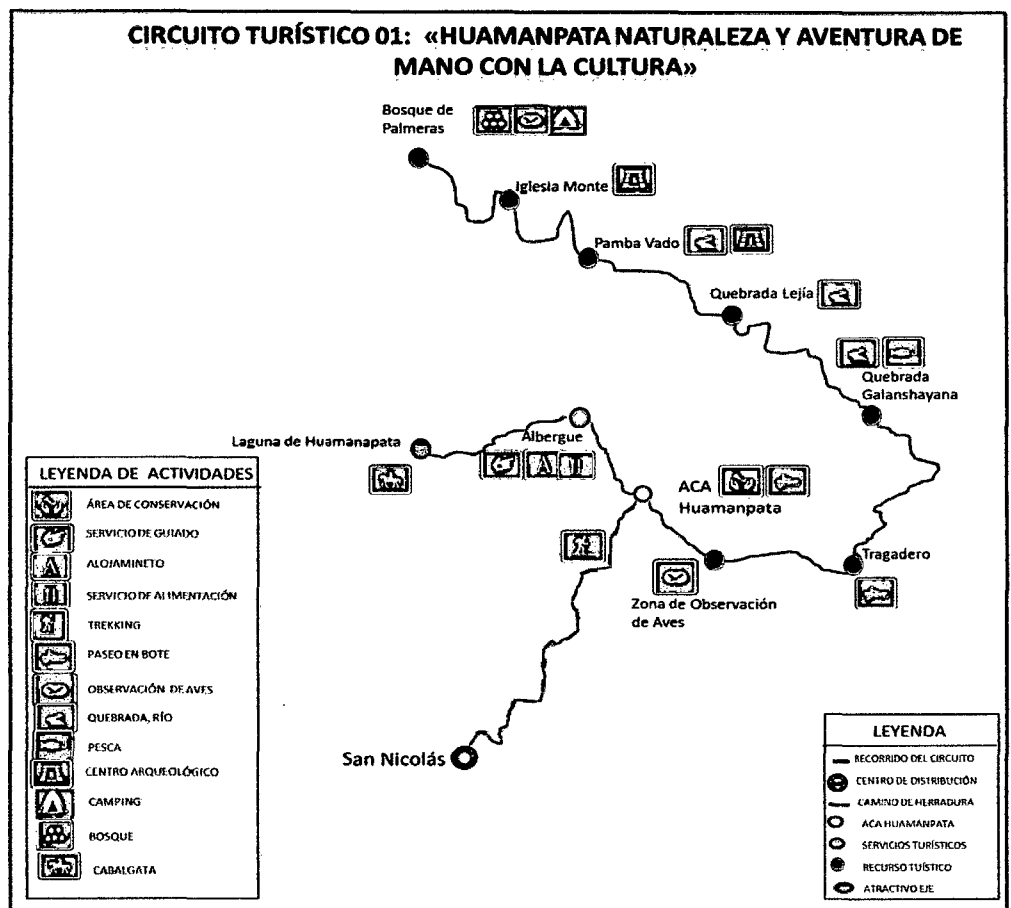 CIRCUITO TURÍSTICO 01: «HUAMANPATA NATURALEZA Y AVENTURA DE
MANO CON LA CULTURA»
Bosque de
Palmeras
Iglesia Monte
Pamba Vado
Quebrada Lejía
Quebrada
Galanshayana
Albergue
Laguna de Huamanapata
ACA
Huamanpata
Tragadero
Zona de Observación
de Aves
San Nicolás
LEYENDA DE ACTIVIDADES
ÁREA DE CONSERVACIÓN
SERVICIO DE GUIADO
ALOJAMINETO
SERVICIO DE ALIMENTACIÓN
TREKKING
PASEO EN BOTE
OBSERVACIÓN DE AVES
QUEBRADA, RÍO
PESCA
CENTRO ARQUEOLÓGICO
CAMPING
BOSQUE
CABALGATA
LEYENDA
RECORRIDO DEL CIRCUITO
CENTRO DE DISTRIBUCIÓN
CAMINO DE HERRADURA
ACA HUAMANPATA
SERVICIOS TURÍSTICOS
RECURSO TUÍSTICO
ATRACTIVO EJE